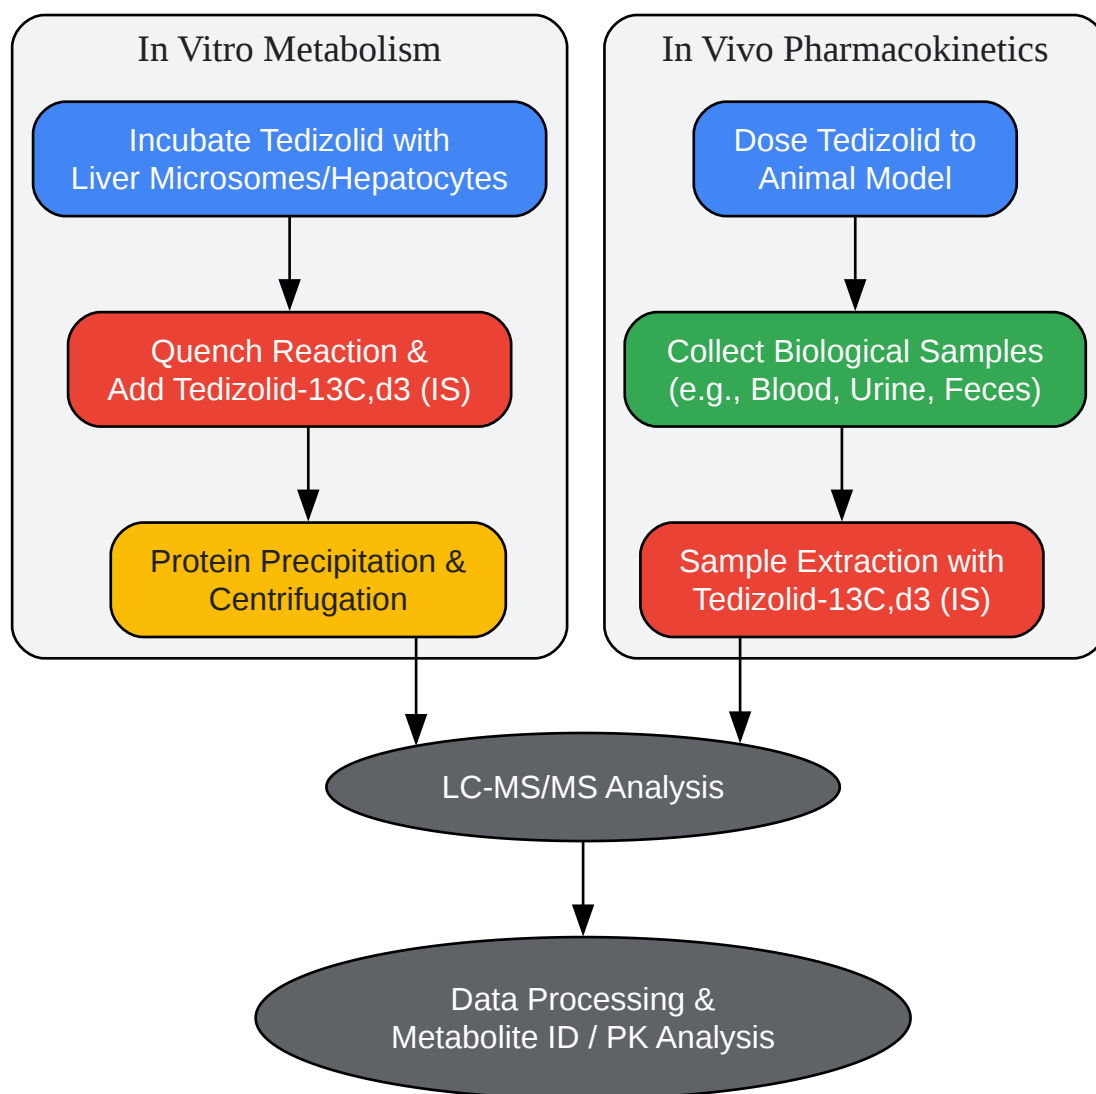 In Vitro Metabolism
Incubate Tedizolid with
Liver Microsomes/Hepatocytes
Quench Reaction &
Add Tedizolid-13C,d3 (IS)
Protein Precipitation &
Centrifugation
In Vivo Pharmacokinetics
Dose Tedizolid to
Animal Model
Collect Biological Samples
(e.g., Blood, Urine, Feces)
Sample Extraction with
Tedizolid-13C,d3 (IS)
LC-MS/MS Analysis
Data Processing &
Metabolite ID / PK Analysis